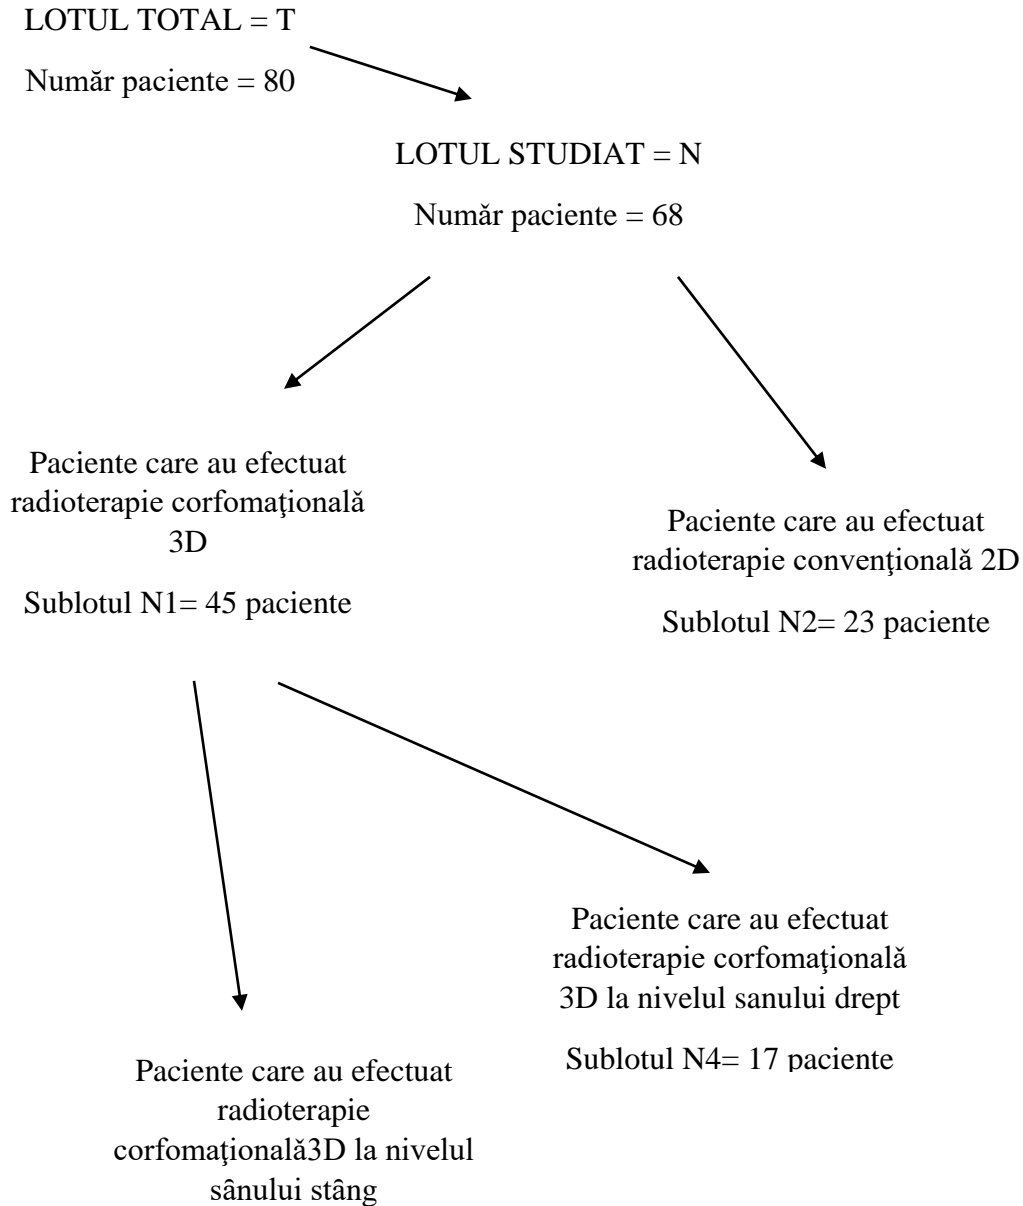 LOTUL TOTAL = T
Număr paciente = 80
LOTUL STUDIAT = N
Număr paciente = 68
Paciente care au efectuat
radioterapie corfomaţională
3D
Sublotul N1= 45 paciente
Paciente care au efectuat
radioterapie convenţională 2D
Sublotul N2= 23 paciente
Paciente care au efectuat
radioterapie corfomaţională
3D la nivelul sanului drept
Sublotul N4= 17 paciente
Paciente care au efectuat
radioterapie
corfomaţională3D la nivelul
sânului stâng